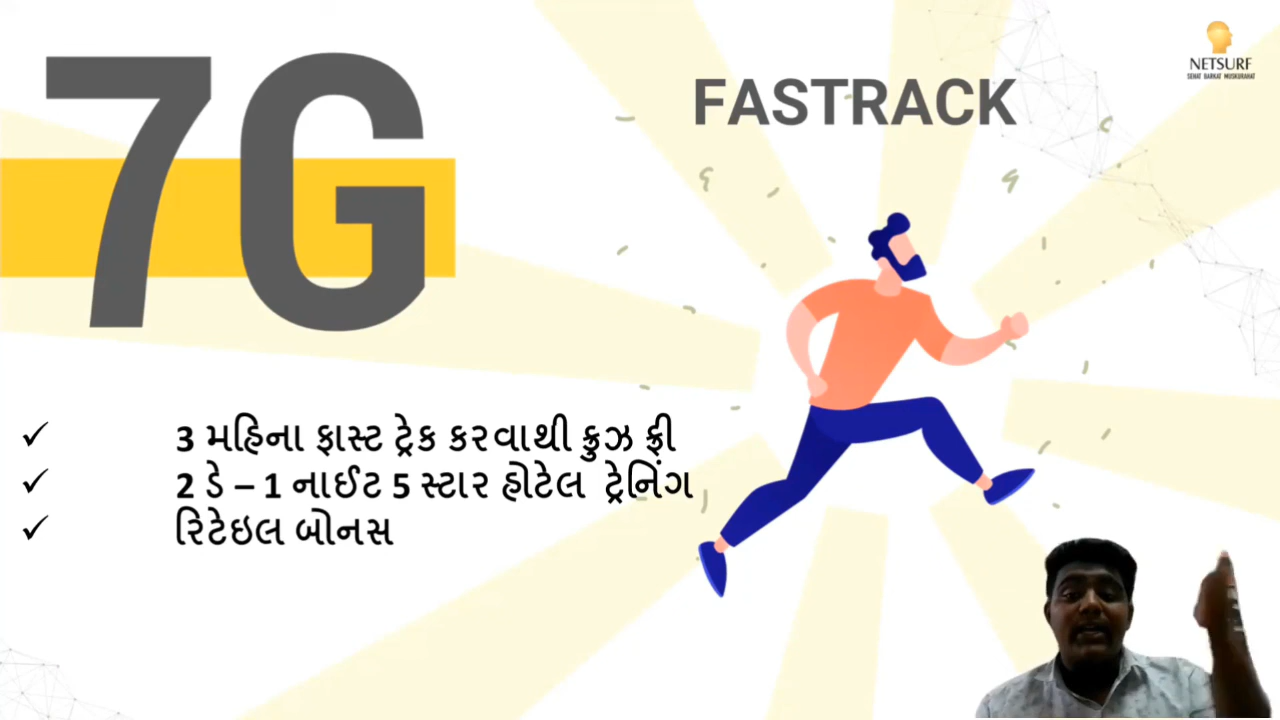 7G
FASTRACK
NETSURF
SEHAT BARKAT MUSKURAHAT
3 મહિના ફાસ્ટ ટ્રેક કરવાથી ક્રુઝ ફ્રી
2 ડે – 1 નાઈટ 5 સ્ટાર હોટેલ ટ્રેનિંગ
રિટેઇલ બોનસ